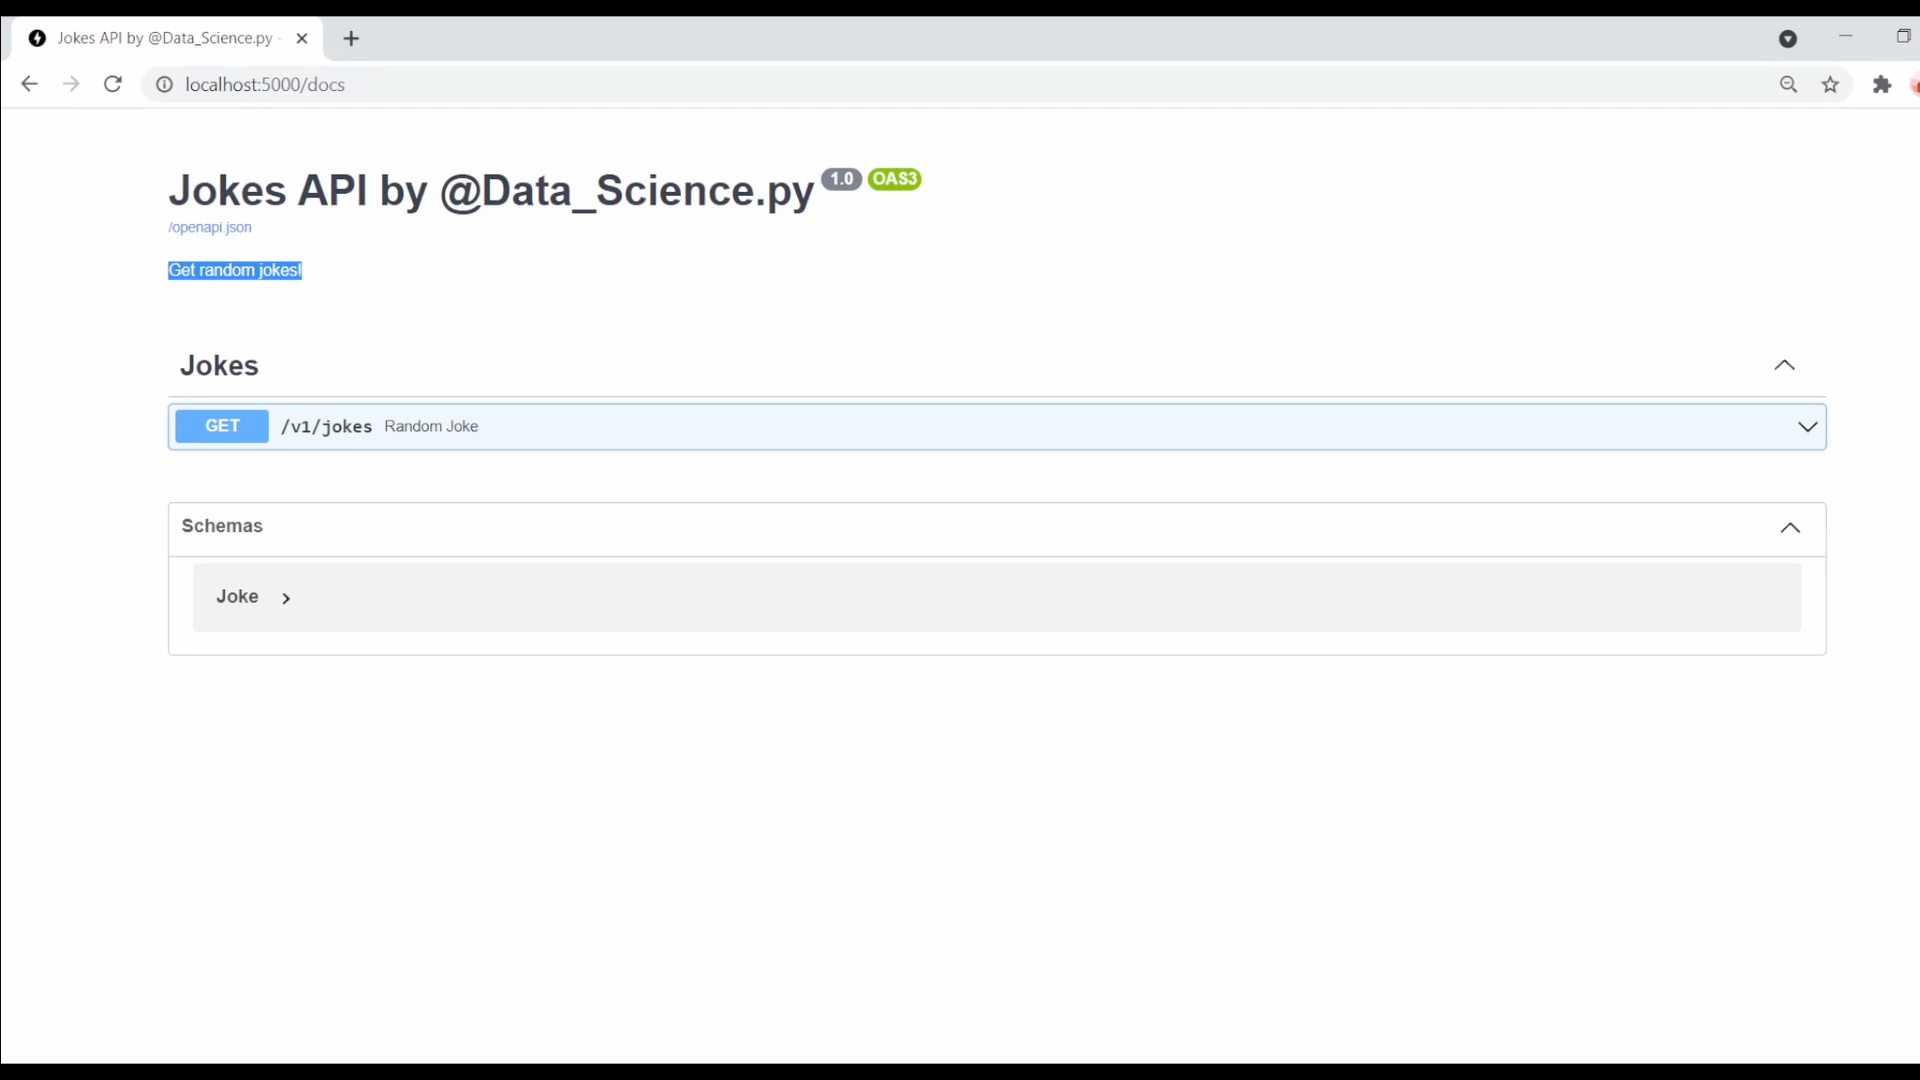 Jokes API by @Data_Science.py -
localhost:5000/docs
Jokes API by @Data_Science.py 1.0 OAS3
/openapi.json
Get random jokes!
Jokes
GET /v1/jokes Random Joke
Schemas
Joke